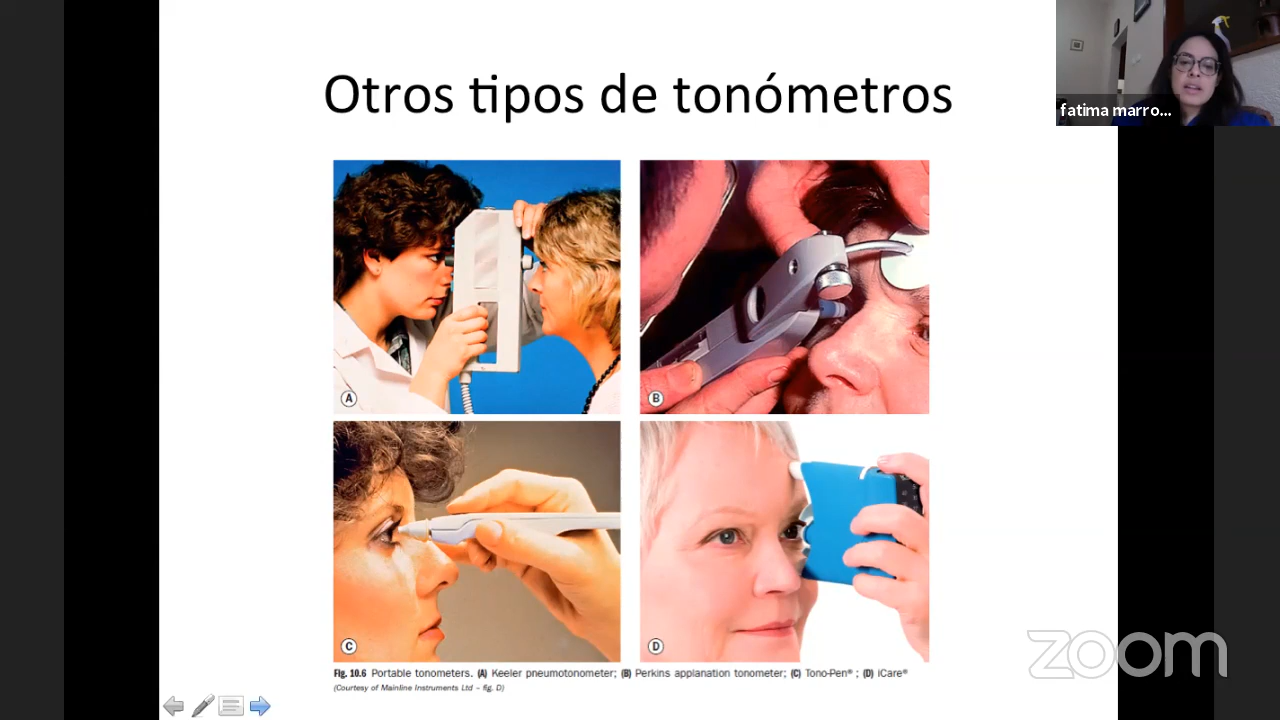 Otros tipos de tonómetros
fatima marro...
A
B
C
D
Fig. 10.6 Portable tonometers. (A) Keeler pneumotonometer; (B) Perkins applanation tonometer; (C) Tono-Pen®; (D) iCare®
(Courtesy of Mainline Instruments Ltd – fig. D)
zoom